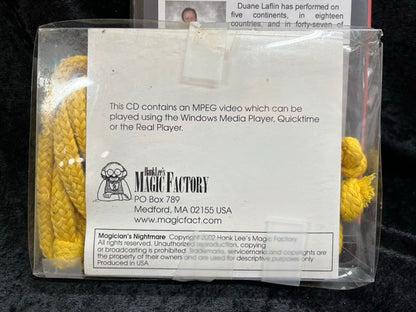 Duane Laflin has performed on
five continents, in eighteen
countries, and in forty-seven of
This CD contains an MPEG video which can be
played using the Windows Media Player, Quicktime
or the Real Player.
Hank Lee's
MAGIC FACTORY
PO Box 789
Medford, MA 02155 USA
www.magicfact.com
Magician's Nightmare Copyright 2002 Hank Lee's Magic Factory
All rights reserved. Unauthorized reproduction, copying
or broadcasting is prohibited. Trademarks, servicemarks and copyrights are
the property of their owners and are used for descriptive purposes only
Produced in USA